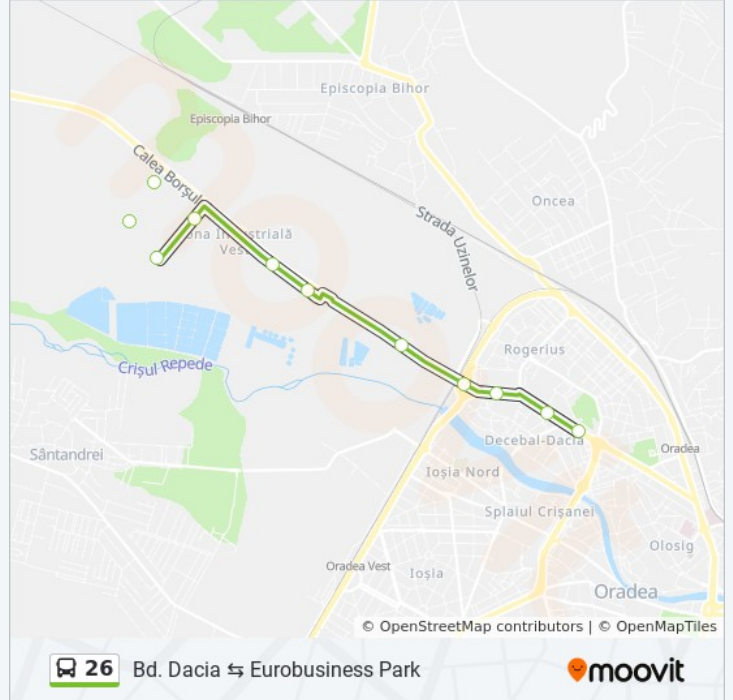 Episcopia Bihor
Episcopia Bihor
Calea Borșului
Oncea
Strada Uzinelor
Zona Industrială
Vest
Rogerius
Crișul Repede
Decebal-Dacia
Oradea
Sântandrei
Ioșia Nord
Splaiul Crișanei
Olosig
Oradea Vest
Ioșia
Oradea
© OpenStreetMap contributors | © OpenMapTiles
26 Bd. Dacia ⇆ Eurobusiness Park
moovit